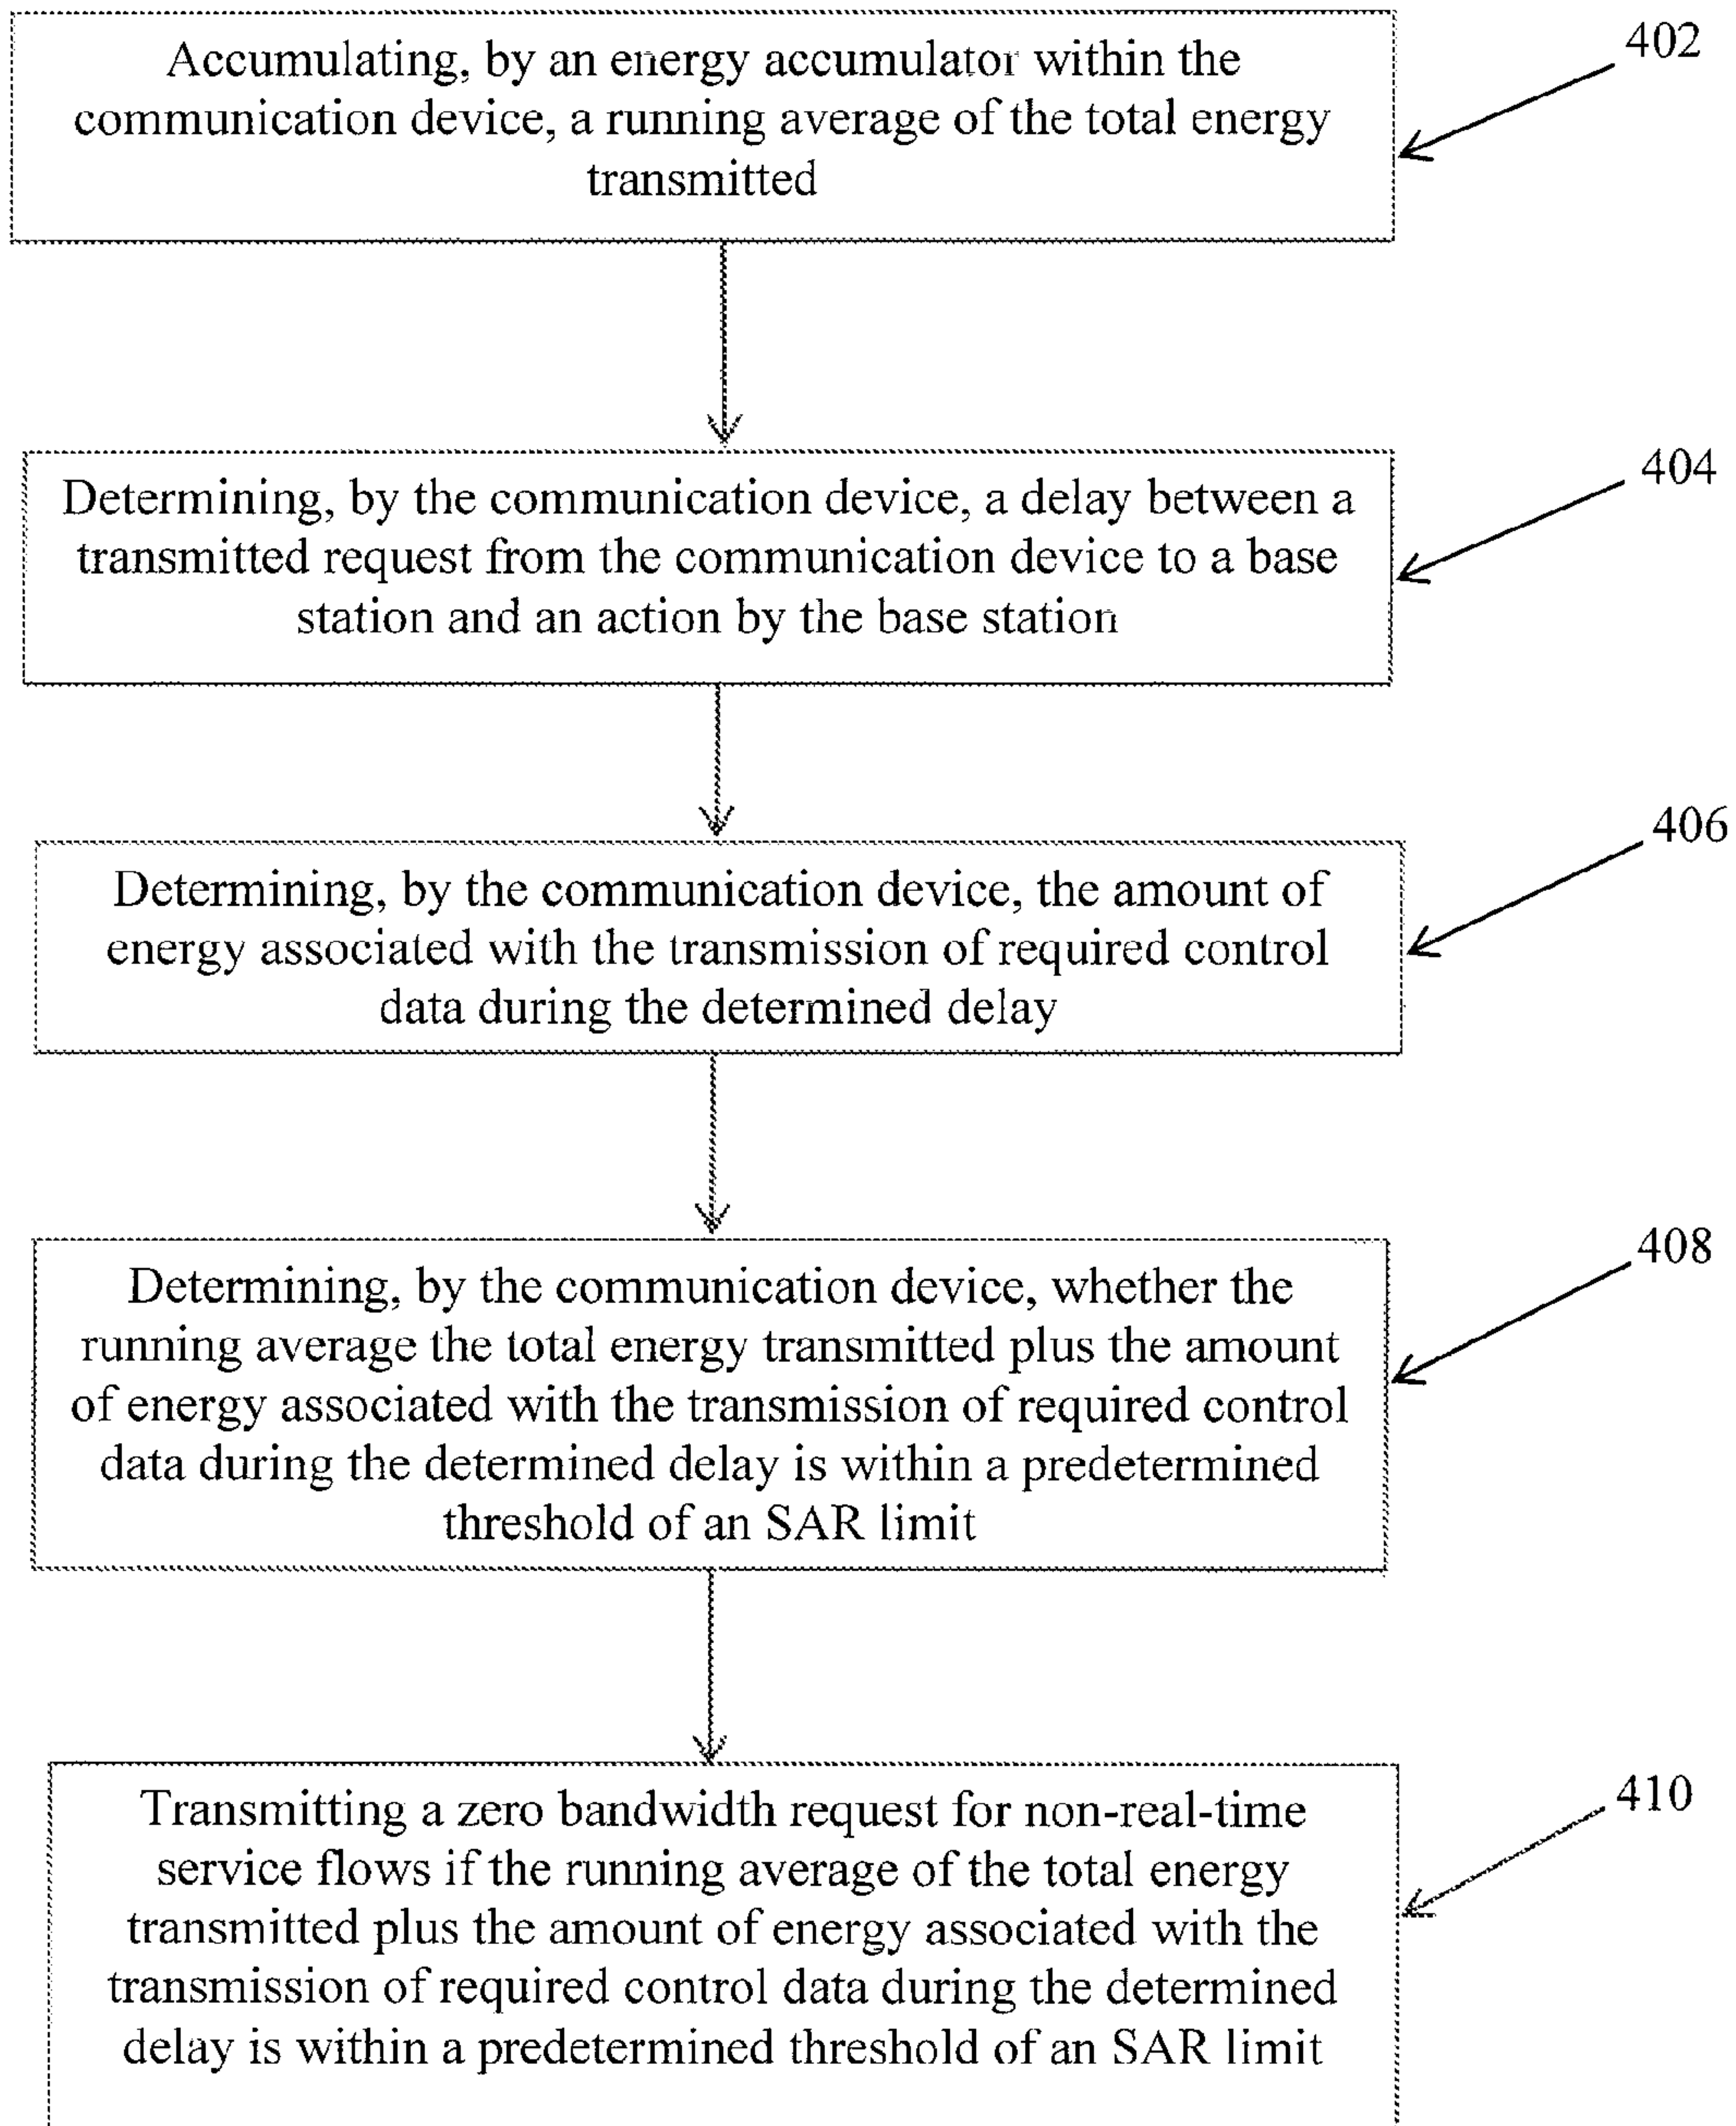 Accumulating, by an energy accumulator within the
communication device, a running average of the total energy
transmitted
402
Determining, by the communication device, a delay between a
transmitted request from the communication device to a base
station and an action by the base station
404
Determining, by the communication device, the amount of
energy associated with the transmission of required control
data during the determined delay
406
Determining, by the communication device, whether the
running average the total energy transmitted plus the amount
of energy associated with the transmission of required control
data during the determined delay is within a predetermined
threshold of an SAR limit
408
Transmitting a zero bandwidth request for non-real-time
service flows if the running average of the total energy
transmitted plus the amount of energy associated with the
transmission of required control data during the determined
delay is within a predetermined threshold of an SAR limit
410